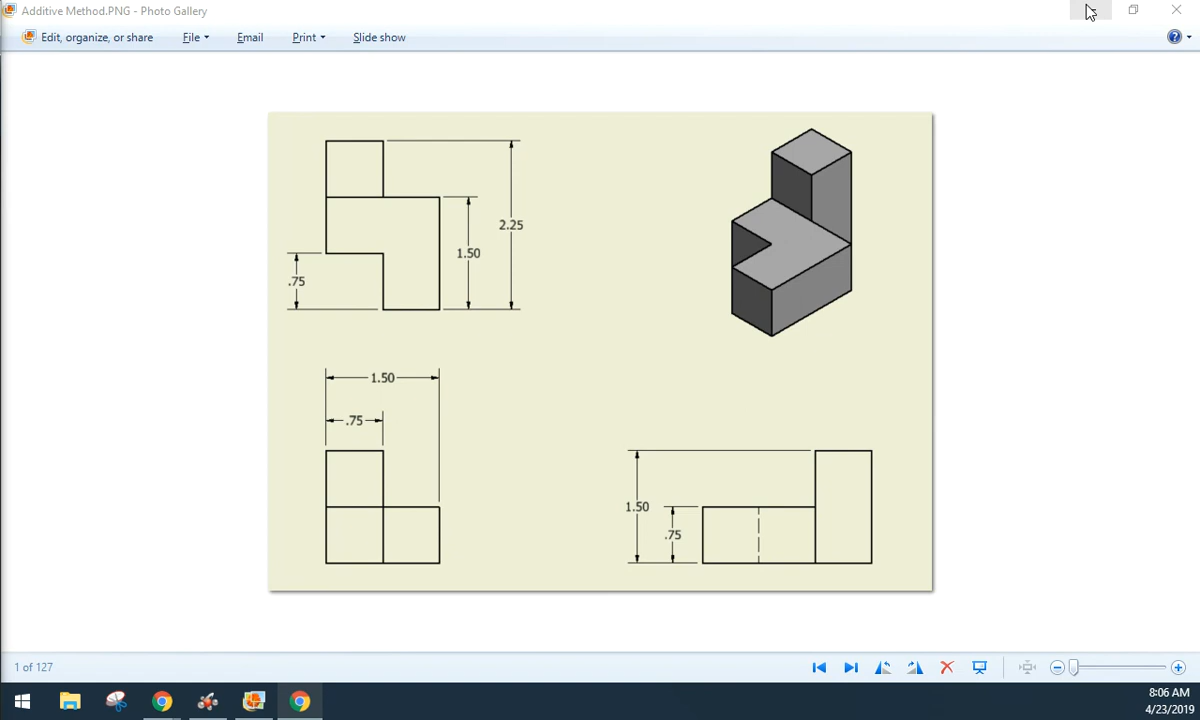 Additive Method.PNG - Photo Gallery
Edit, organize, or share File Email Print Slide show
2.25
1.50
.75
1.50
.75
1.50
.75
1 of 127
8:06 AM
4/23/2019